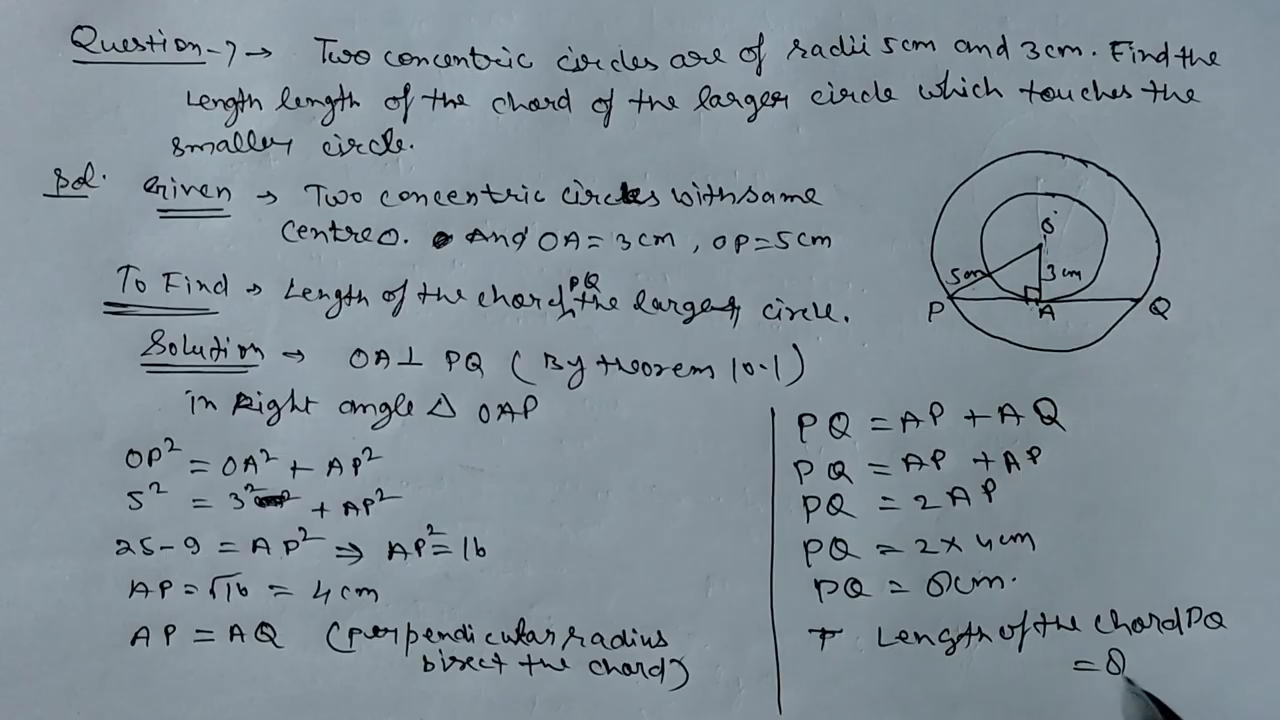 Question-7 → Two concentric circles are of radii 5cm and 3cm. Find the
Length length of the chord of the larger circle which touches the
smaller circle.
Sol. Given → Two concentric circles with same
centre O. And OA = 3cm, OP = 5cm
To Find → Length of the chord PQ the larger circle.
Solution → OA ⊥ PQ (By theorem 10.1)
in Right angle △ OAP
OP² = OA² + AP²
5² = 3² + AP²
25-9 = AP² ⇒ AP² = 16
AP = √16 = 4cm
AP = AQ (perpendicular radius
bisect the chord)
O
5cm
3cm
P
A
Q
PQ = AP + AQ
PQ = AP + AP
PQ = 2AP
PQ = 2 × 4cm
PQ = 8cm.
Length of the chord PQ
= 8